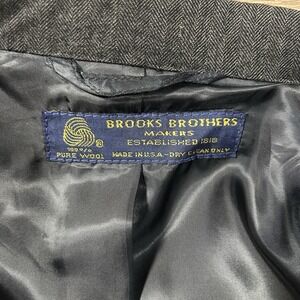 BROOKS BROTHERS
MAKERS
ESTABLISHED 1818
® 100% PURE WOOL
MADE IN U.S.A.-DRY CLEAN ONLY